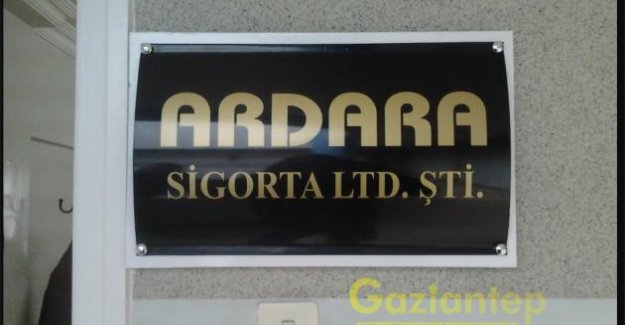 ARDARA
SİGORTA LTD. ŞTİ.
Gaziantep